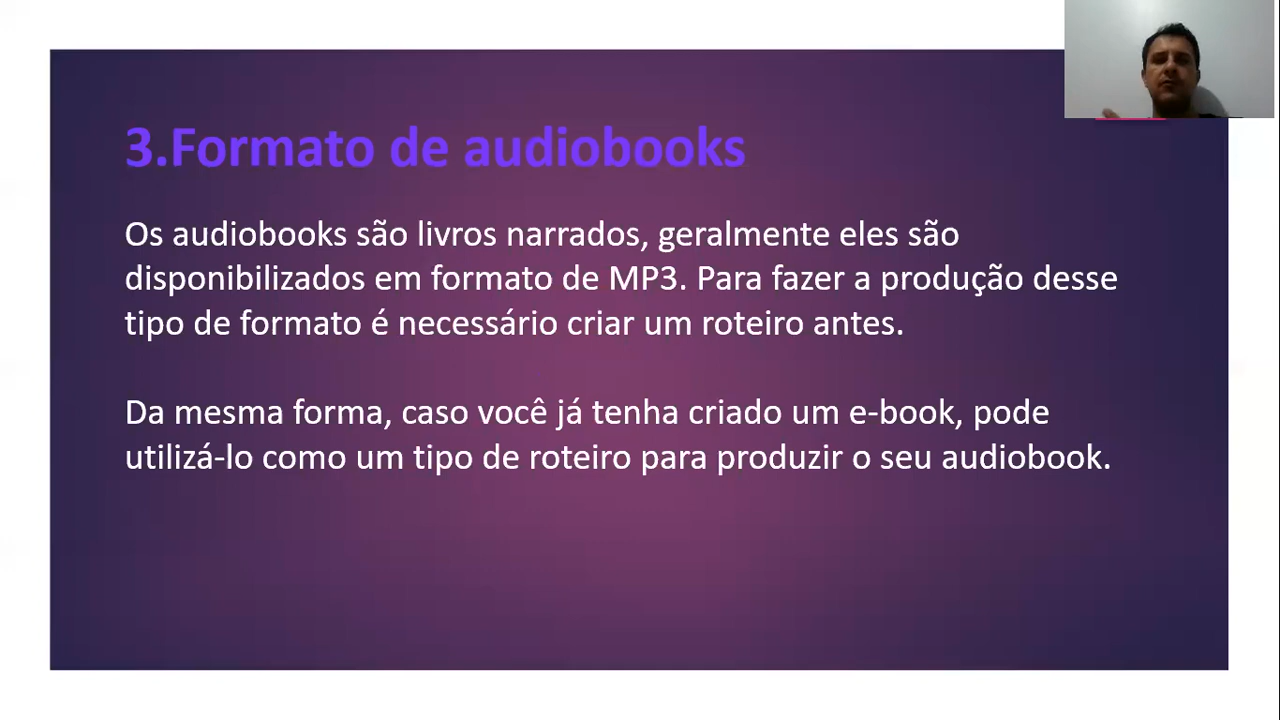 3.Formato de audiobooks
Os audiobooks são livros narrados, geralmente eles são
disponibilizados em formato de MP3. Para fazer a produção desse
tipo de formato é necessário criar um roteiro antes.
Da mesma forma, caso você já tenha criado um e-book, pode
utilizá-lo como um tipo de roteiro para produzir o seu audiobook.